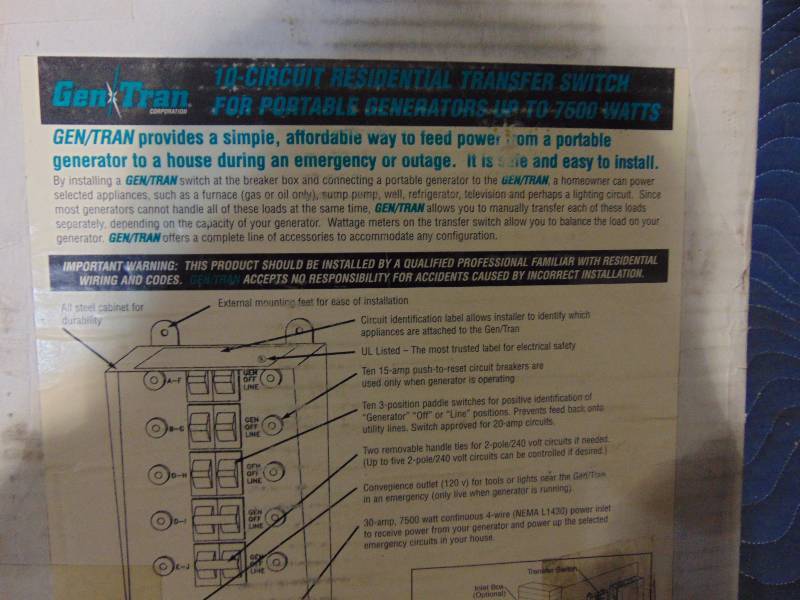 Gen Tran
CORPORATION
10-CIRCUIT RESIDENTIAL TRANSFER SWITCH
FOR PORTABLE GENERATORS UP TO 7500 WATTS
GEN/TRAN provides a simple, affordable way to feed power om a portable
generator to a house during an emergency or outage. It is and easy to install.
By installing a GEN/TRAN switch at the breaker box and connecting a portable generator to the GEN/TRAN, a homeowner can power
selected appliances, such as a furnace (gas or oil only), sump pump, well, refrigerator, television and perhaps a lighting circuit. Since
most generators cannot handle all of these loads at the same time, GEN/TRAN allows you to manually transfer each of these loads
seperately, depending on the capacity of your generator. Wattage meters on the transfer switch allow you to balance the load on your
generator. GEN/TRAN offers a complete line of accessories to accommodate any configuration.
IMPORTANT WARNING: THIS PRODUCT SHOULD BE INSTALLED BY A QUALIFIED PROFESSIONAL FAMILIAR WITH RESIDENTIAL
WIRING AND CODES. GEN/TRAN ACCEPTS NO RESPONSIBILITY FOR ACCIDENTS CAUSED BY INCORRECT INSTALLATION.
All steel cabinet for
durability
External mounting feet for ease of installation
Circuit identification label allows installer to identify which
appliances are attached to the Gen/Tran
UL Listed – The most trusted label for electrical safety
Ten 15-amp push-to-reset circuit breakers are
used only when generator is operating
Ten 3-position paddle switches for positive identification of
"Generator" "Off" or "Line" positions. Prevents feed back onto
utility lines. Switch approved for 20-amp circuits.
Two removable handle ties for 2-pole/240 volt circuits if needed.
(Up to five 2-pole/240 volt circuits can be controlled if desired.)
Convepience outlet (120 v) for tools or lights near the Gen/Tran
in an emergency (only live when generator is running)
30-amp, 7500 watt continuous 4-wire (NEMA L1430) power inlet
to receive power from your generator and power up the selected
emergency circuits in your house.
A-F
GEN
OFF
LINE
GEN
OFF
LINE
GEN
OFF
LINE
GEN
OFF
LINE
E-J
GEN
OFF
LINE
Transfer Switch
Inlet Box
(Optional)